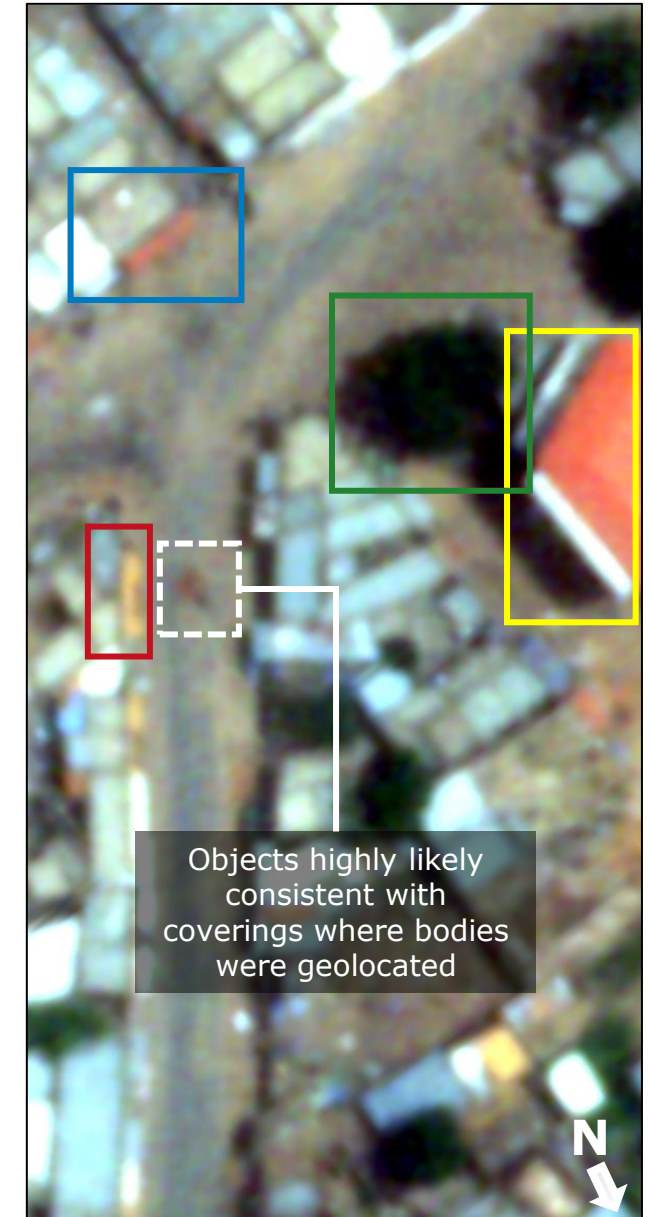 Objects highly likely
consistent with
coverings where bodies
were geolocated
N